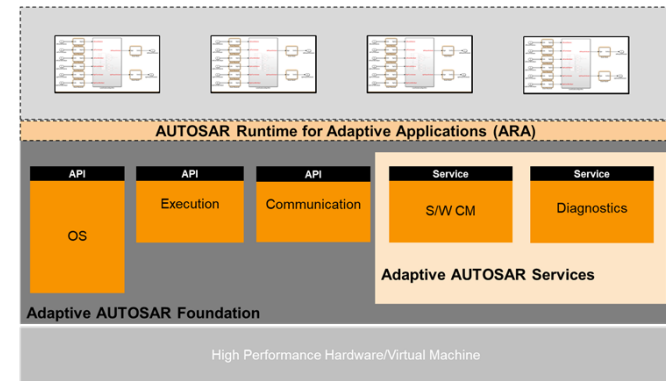 AUTOSAR Runtime for Adaptive Applications (ARA)
API
API
API
Service
Service
OS
Execution
Communication
S/W CM
Diagnostics
Adaptive AUTOSAR Services
Adaptive AUTOSAR Foundation
High Performance Hardware/Virtual Machine